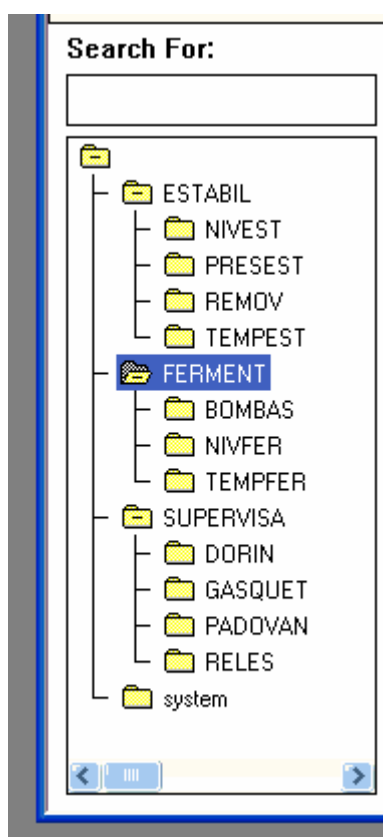 Search For:
ESTABIL
NIVEST
PRESEST
REMOV
TEMPEST
FERMENT
BOMBAS
NIVFER
TEMPFER
SUPERVISA
DORIN
GASQUET
PADOVAN
RELES
system